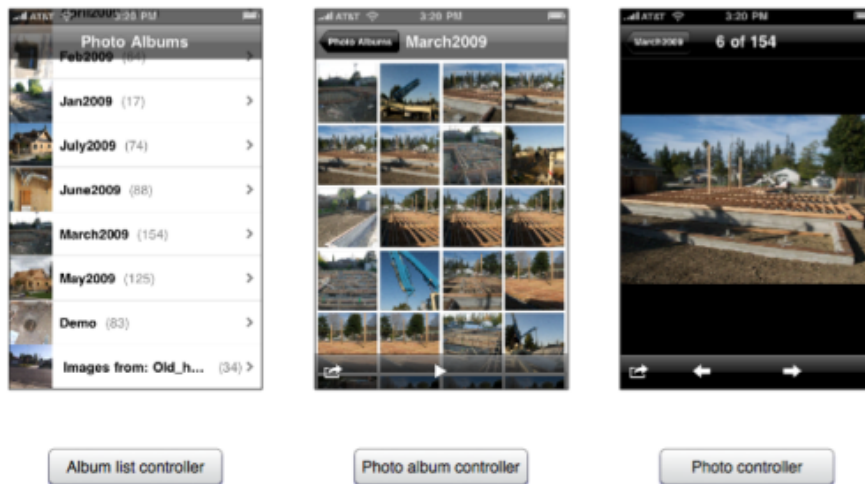 AT&T 3:20 PM
Photo Albums
Feb2009 (64)
Jan2009 (17)
July2009 (74)
June2009 (88)
March2009 (154)
May2009 (125)
Demo (83)
Images from: Old_h... (34)
AT&T 3:20 PM
Photo Albums March2009
AT&T 3:20 PM
March2009 6 of 154
Album list controller
Photo album controller
Photo controller